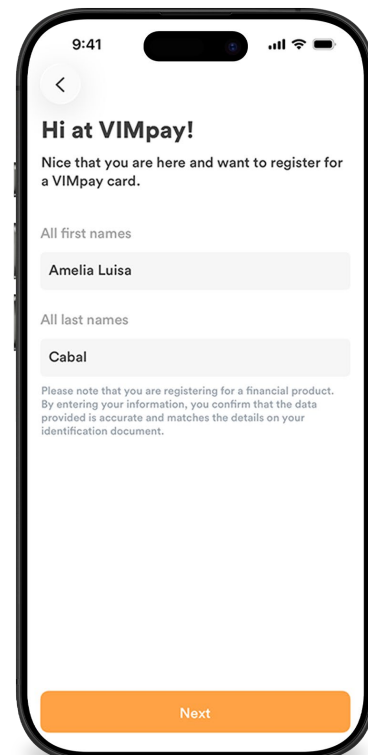 9:41
Hi at VIMpay!
Nice that you are here and want to register for
a VIMpay card.
All first names
Amelia Luisa
All last names
Cabal
Please note that you are registering for a financial product.
By entering your information, you confirm that the data
provided is accurate and matches the details on your
identification document.
Next